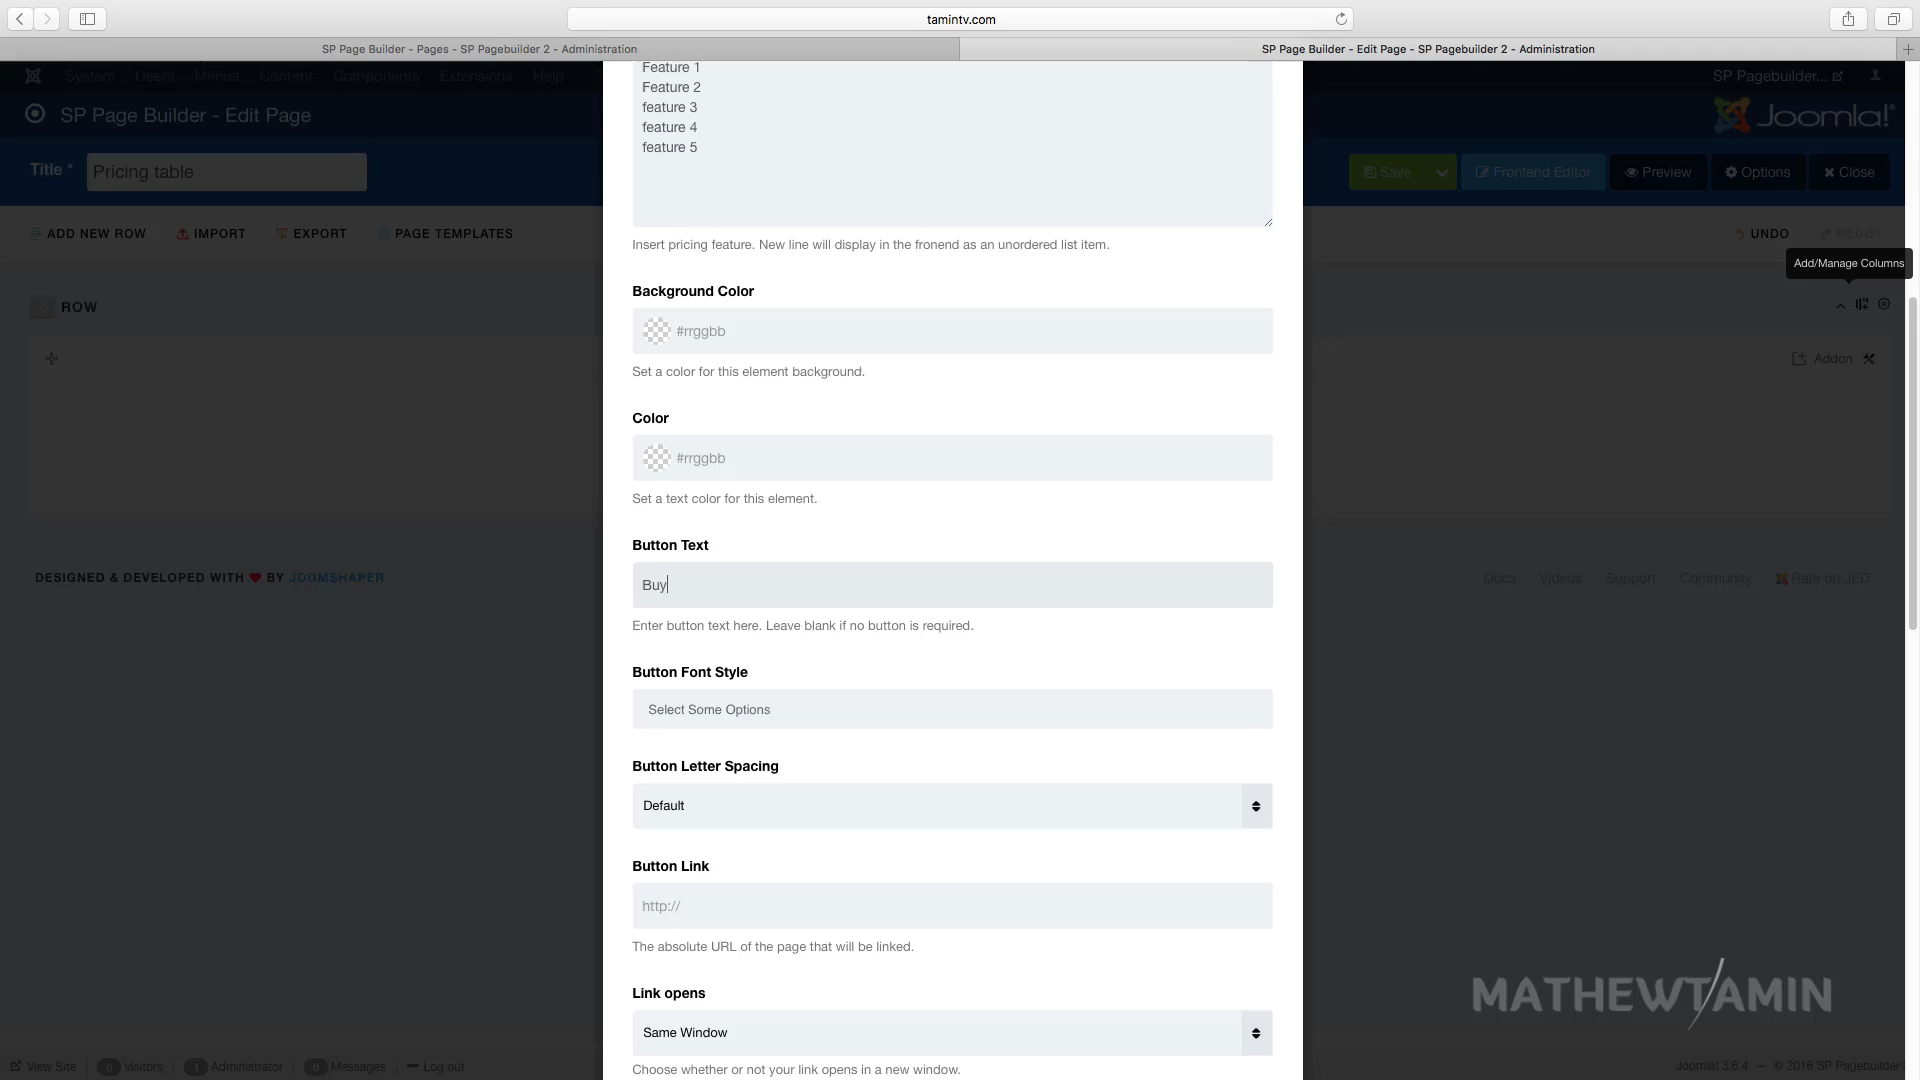 tamintv.com
SP Page Builder - Pages - SP Pagebuilder 2 - Administration
SP Page Builder - Edit Page - SP Pagebuilder 2 - Administration
System Users Menus Content Components Extensions Help
SP Pagebuilder...
SP Page Builder - Edit Page
Joomla!
Title *
Pricing table
Save
Frontend Editor
Preview
Options
Close
ADD NEW ROW
IMPORT
EXPORT
PAGE TEMPLATES
UNDO
REDO
Add/Manage Columns
ROW
Addon
Feature 1
Feature 2
feature 3
feature 4
feature 5
Insert pricing feature. New line will display in the fronend as an unordered list item.
Background Color
#rrggbb
Set a color for this element background.
Color
#rrggbb
Set a text color for this element.
Button Text
Buy
Enter button text here. Leave blank if no button is required.
Button Font Style
Select Some Options
Button Letter Spacing
Default
Button Link
http://
The absolute URL of the page that will be linked.
Link opens
Same Window
Choose whether or not your link opens in a new window.
DESIGNED & DEVELOPED WITH BY JOOMSHAPER
Docs Videos Support Community Rate on JED
MATHEWTAMIN
View Site
0 Visitors
1 Administrator
0 Messages
Log out
Joomla! 3.6.4 — © 2016 SP Pagebuilder